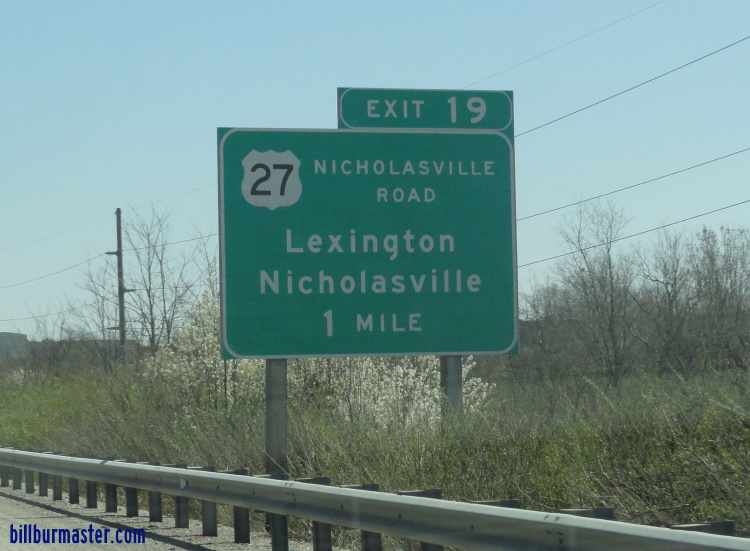 EXIT 19
27 NICHOLASVILLE
ROAD
Lexington
Nicholasville
1 MILE
billburmaster.com